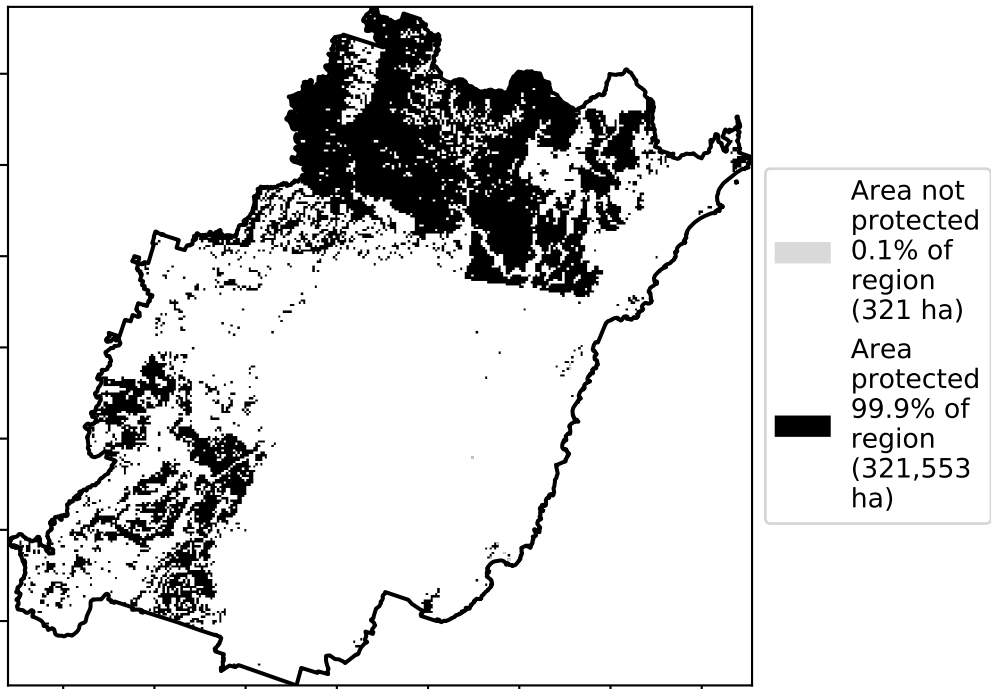 Area not
protected
0.1% of
region
(321 ha)
Area
protected
99.9% of
region
(321,553
ha)